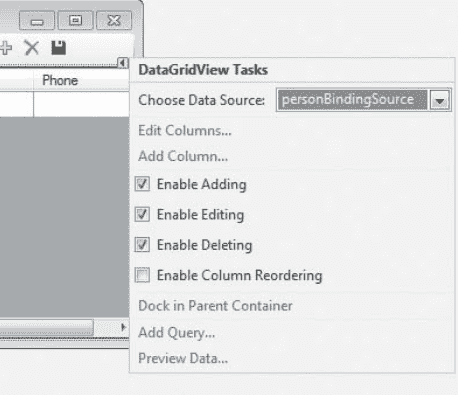 Phone
DataGridView Tasks
Choose Data Source: personBindingSource
Edit Columns...
Add Column...
Enable Adding
Enable Editing
Enable Deleting
Enable Column Reordering
Dock in Parent Container
Add Query...
Preview Data...